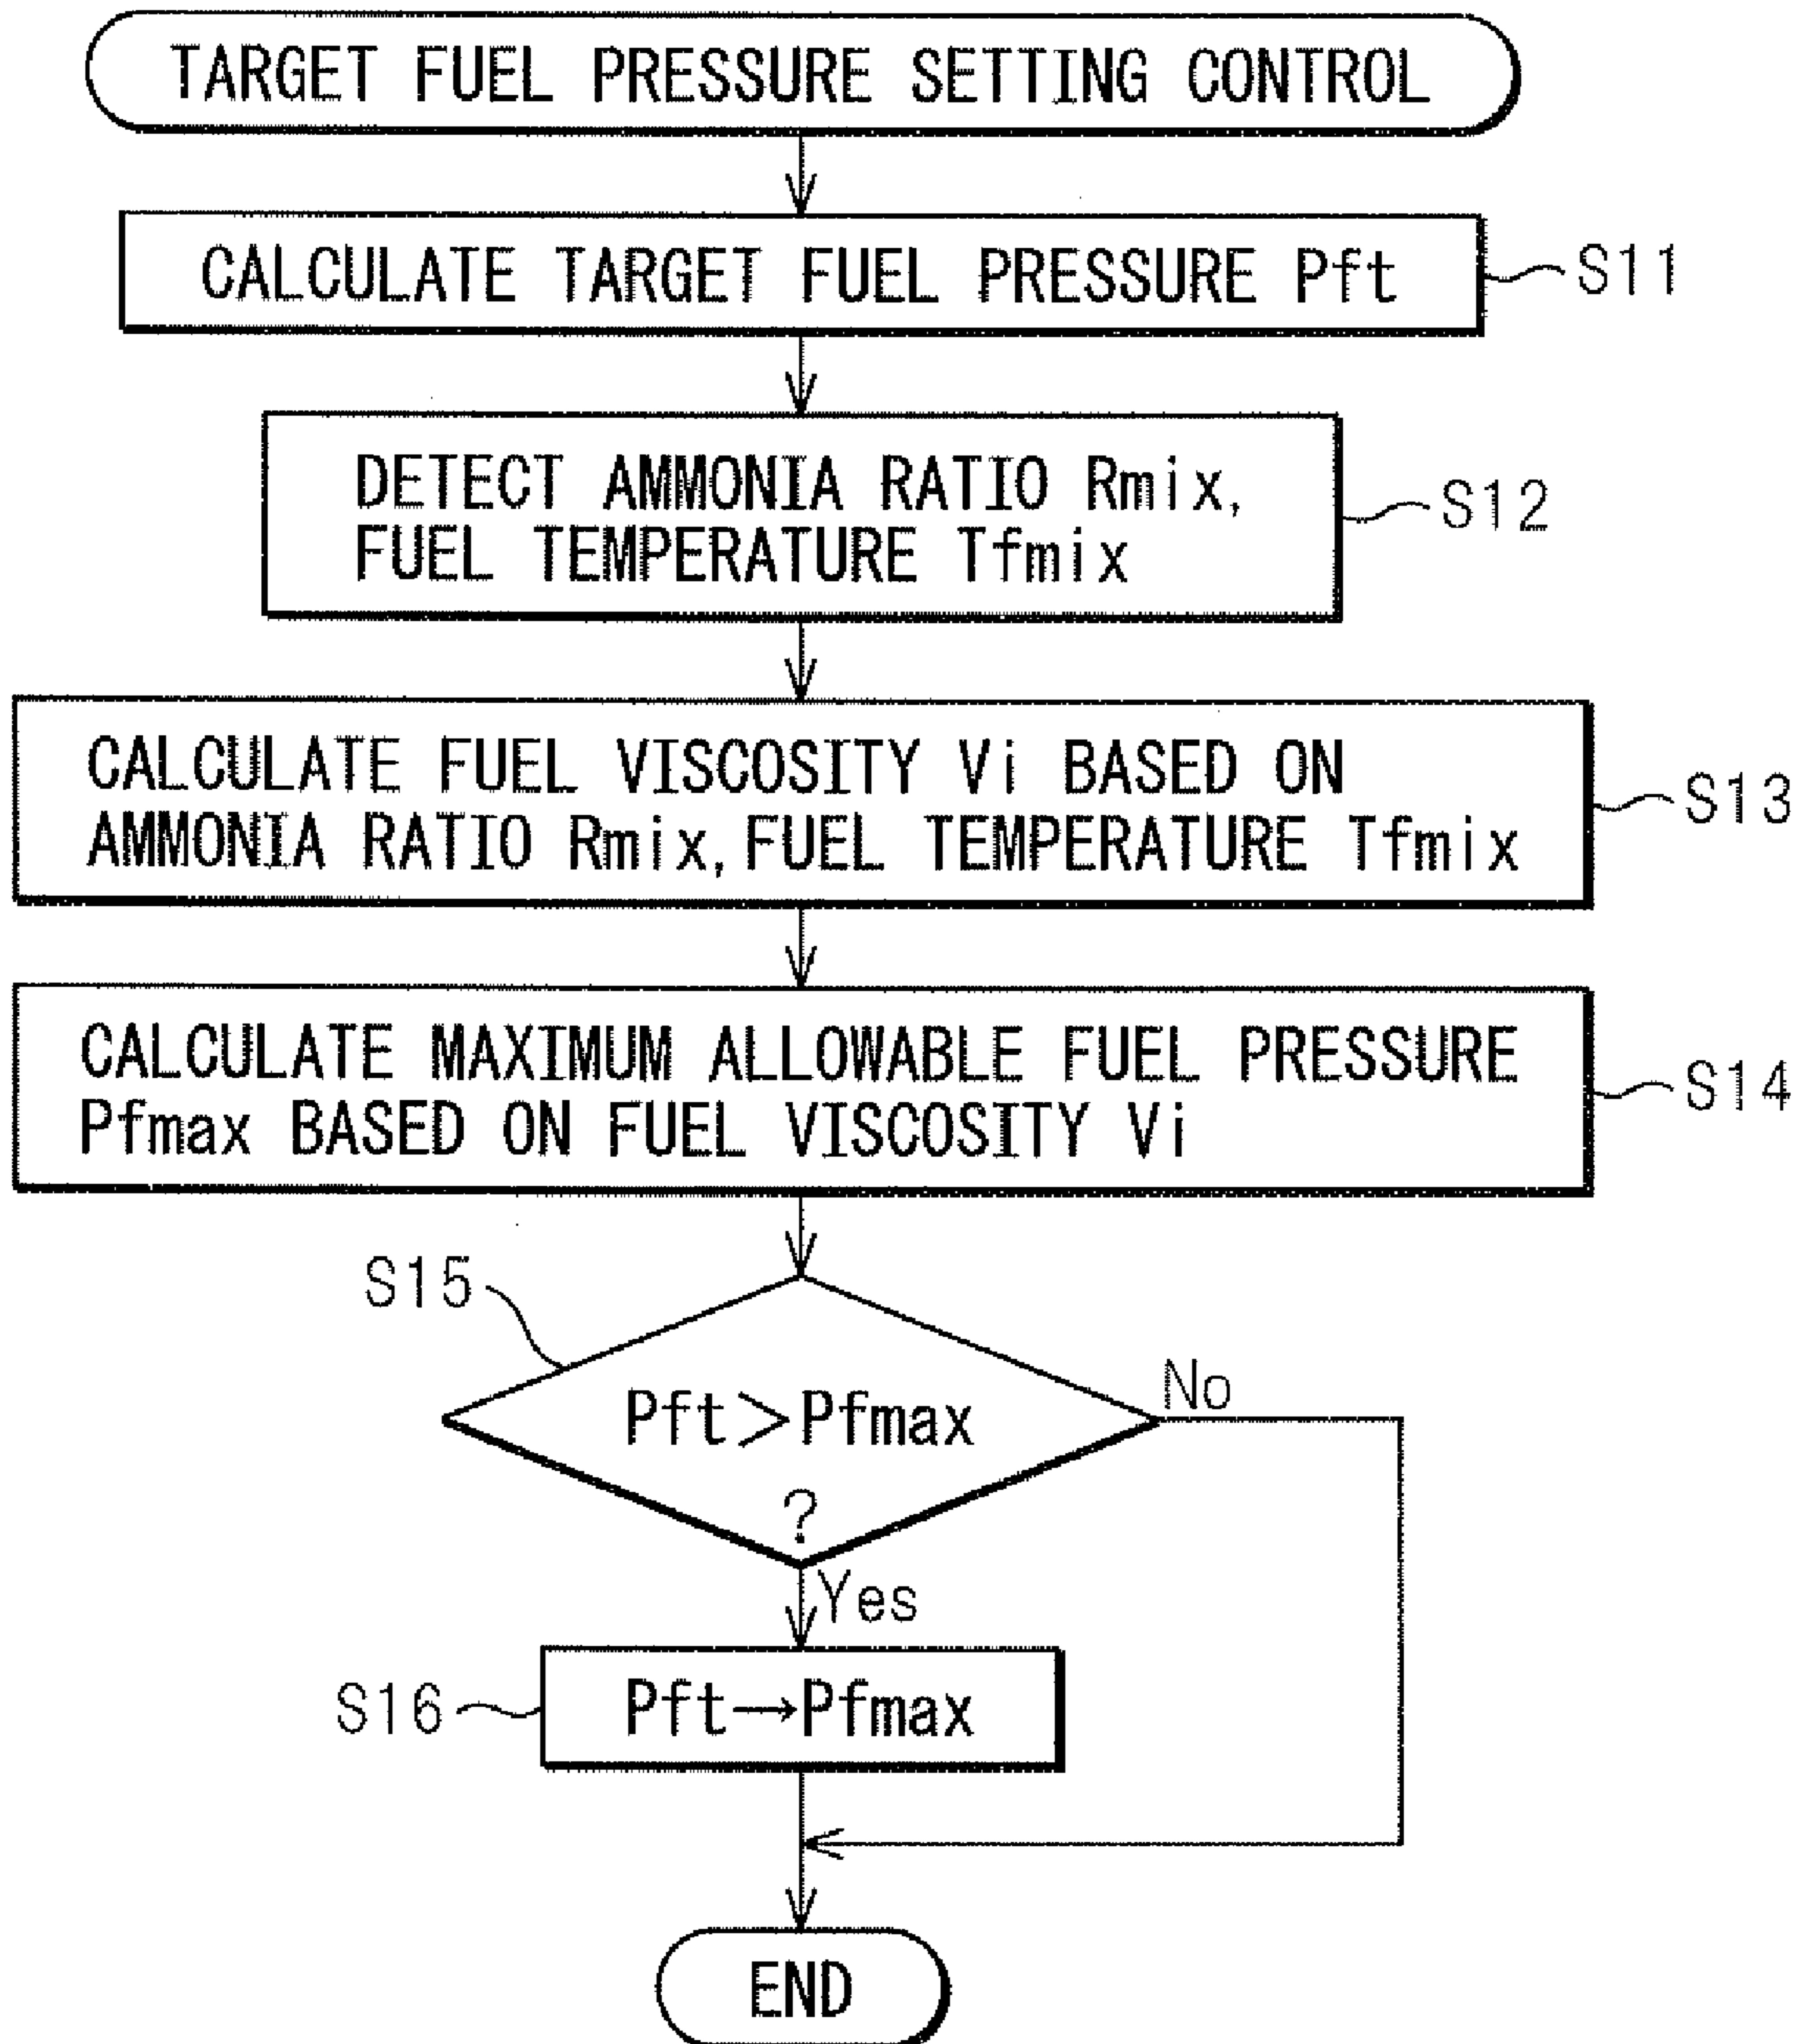 TARGET FUEL PRESSURE SETTING CONTROL
CALCULATE TARGET FUEL PRESSURE Pft
S11
DETECT AMMONIA RATIO Rmix,
FUEL TEMPERATURE Tfmix
S12
CALCULATE FUEL VISCOSITY Vi BASED ON
AMMONIA RATIO Rmix, FUEL TEMPERATURE Tfmix
S13
CALCULATE MAXIMUM ALLOWABLE FUEL PRESSURE
Pfmax BASED ON FUEL VISCOSITY Vi
S14
S15
Pft>Pfmax
?
No
Yes
S16
Pft→Pfmax
END